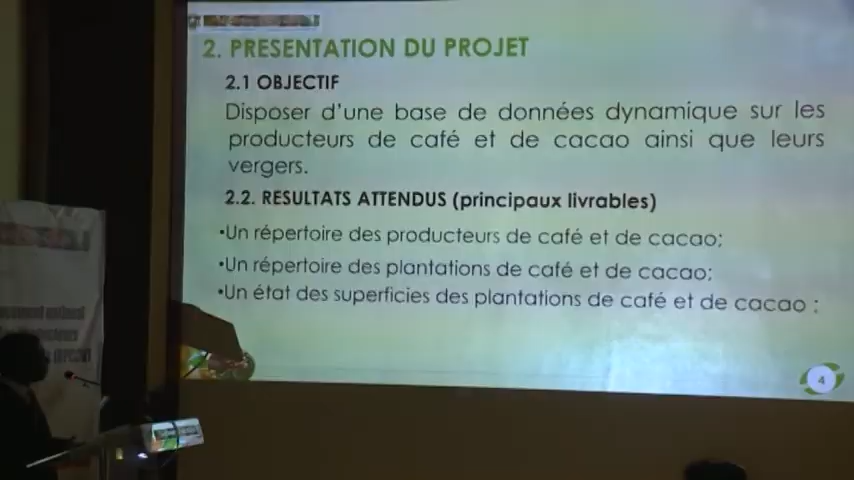 2. PRESENTATION DU PROJET
2.1 OBJECTIF
Disposer d'une base de données dynamique sur les
producteurs de café et de cacao ainsi que leurs
vergers.
2.2. RESULTATS ATTENDUS (principaux livrables)
•Un répertoire des producteurs de café et de cacao;
•Un répertoire des plantations de café et de cacao;
•Un état des superficies des plantations de café et de cacao ;
4